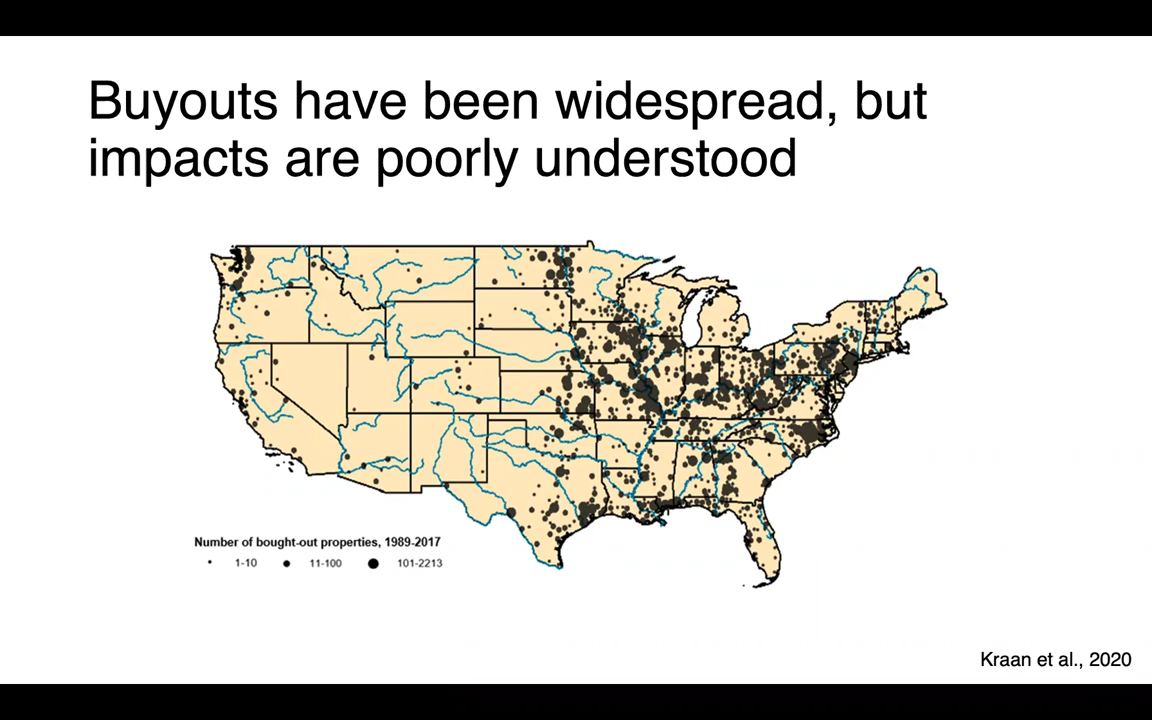 Buyouts have been widespread, but
impacts are poorly understood
Number of bought-out properties, 1989-2017
1-10 11-100 101-2213
Kraan et al., 2020